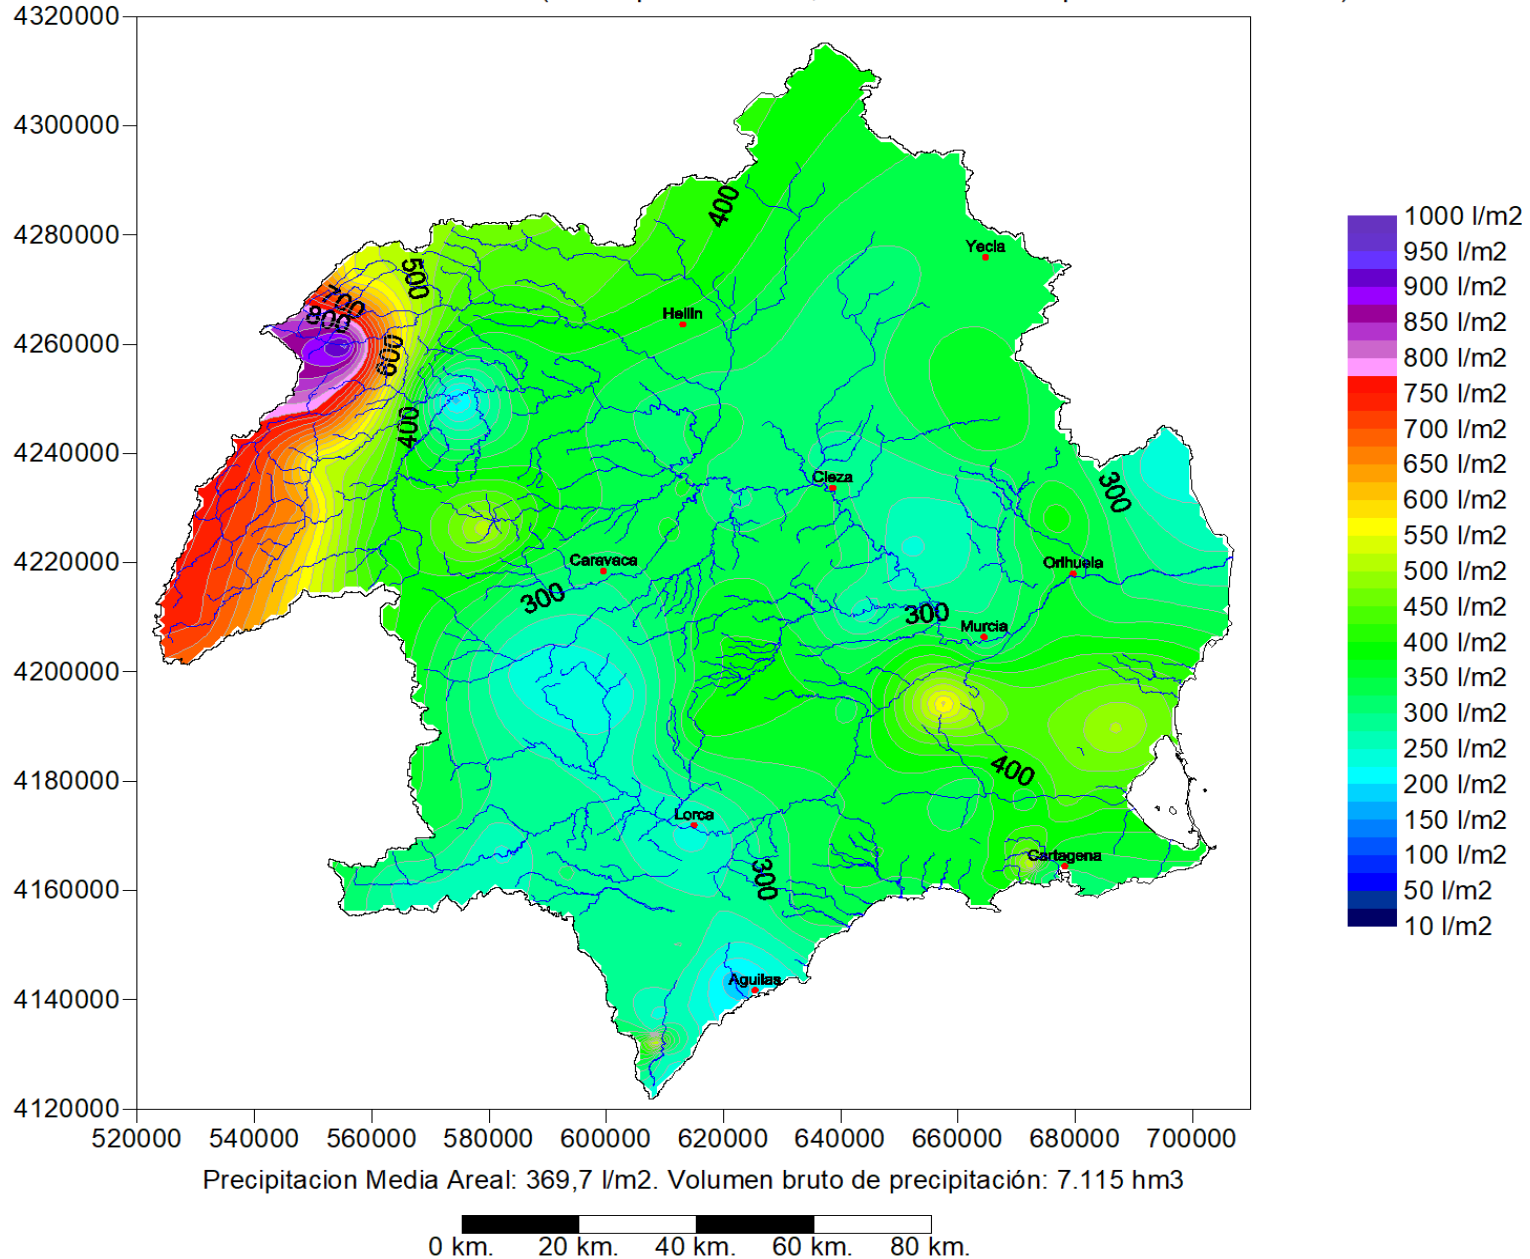 4320000
4300000
4280000
4260000
4240000
4220000
4200000
4180000
4160000
4140000
4120000
520000 540000 560000 580000 600000 620000 640000 660000 680000 700000
400
500
700
800
600
400
300
300
300
400
300
Yecla
Hellin
Cieza
Caravaca
Orihuela
Murcia
Lorca
Cartagena
Aguilas
1000 l/m2
950 l/m2
900 l/m2
850 l/m2
800 l/m2
750 l/m2
700 l/m2
650 l/m2
600 l/m2
550 l/m2
500 l/m2
450 l/m2
400 l/m2
350 l/m2
300 l/m2
250 l/m2
200 l/m2
150 l/m2
100 l/m2
50 l/m2
10 l/m2
Precipitacion Media Areal: 369,7 l/m2. Volumen bruto de precipitación: 7.115 hm3
0 km. 20 km. 40 km. 60 km. 80 km.